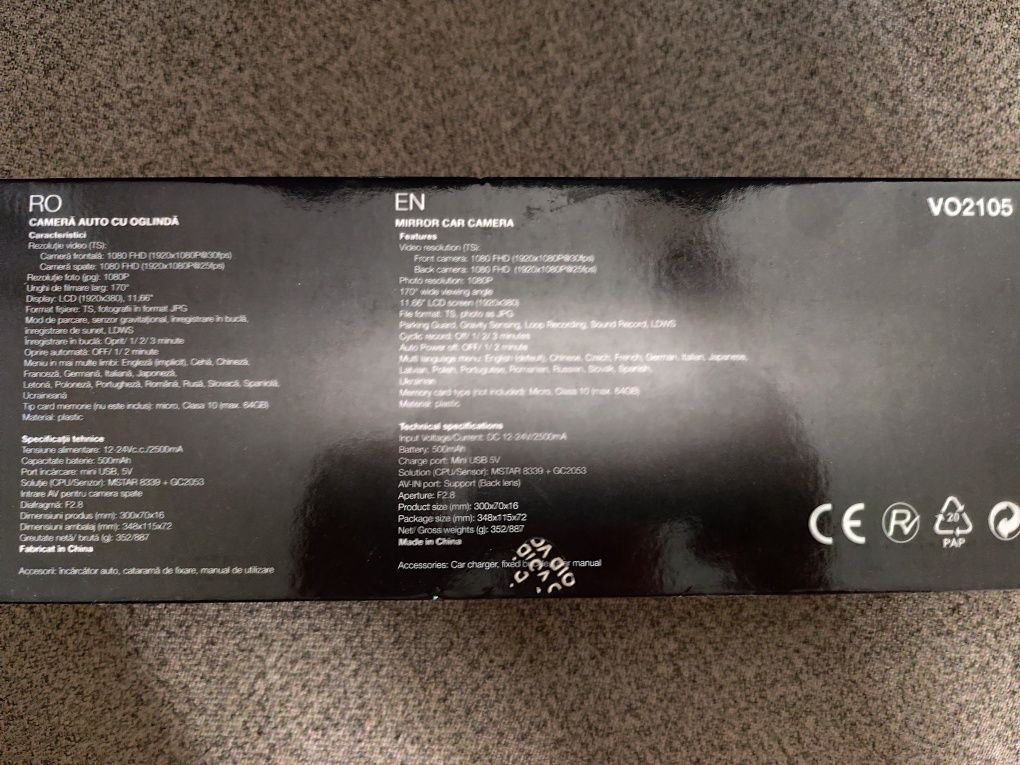 RO
CAMERĂ AUTO CU OGLINDĂ
Caracteristici
Rezoluție video (TS):
Cameră frontală: 1080 FHD (1920x1080P@30fps)
Cameră spate: 1080 FHD (1920x1080P@25fps)
Rezoluție foto (jpg): 1080P
Unghi de filmare larg: 170°
Display: LCD (1920x380), 11,66"
Format fișiere: TS, fotografii în format JPG
Mod de parcare, senzor gravitațional, înregistrare în buclă,
înregistrare de sunet, LDWS
Înregistrare în buclă: Oprit/ 1/ 2/ 3 minute
Oprire automată: OFF/ 1/ 2 minute
Meniu in mai multe limbi: Engleză (implicit), Cehă, Chineză,
Franceză, Germană, Italiană, Japoneză,
Letonă, Poloneză, Portugheză, Română, Rusă, Slovacă, Spaniolă,
Ucraineană
Tip card memorie (nu este inclus): micro, Clasa 10 (max. 64GB)
Material: plastic
Specificații tehnice
Tensiune alimentare: 12-24Vc.c./2500mA
Capacitate baterie: 500mAh
Port încărcare: mini USB, 5V
Soluție (CPU/Senzor): MSTAR 8339 + GC2053
Intrare AV pentru camera spate
Diafragmă: F2.8
Dimensiuni produs (mm): 300x70x16
Dimensiuni ambalaj (mm): 348x115x72
Greutate netă/ brută (g): 352/887
Fabricat în China
Accesorii: încărcător auto, cataramă de fixare, manual de utilizare
EN
MIRROR CAR CAMERA
Features
Video resolution (TS):
Front camera: 1080 FHD (1920x1080P@30fps)
Back camera: 1080 FHD (1920x1080P@25fps)
Photo resolution: 1080P
170° wide viewing angle
11.66" LCD screen (1920x380)
File format: TS, photo as JPG
Parking Guard, Gravity Sensing, Loop Recording, Sound Record, LDWS
Cyclic record: Off/ 1/ 2/ 3 minutes
Auto Power off: OFF/ 1/ 2 minute
Multi language menu: English (default), Chinese, Czech, French, German, Italian, Japanese,
Latvian, Polish, Portuguese, Romanian, Russian, Slovak, Spanish,
Ukrainian
Memory card type (not included): Micro, Class 10 (max. 64GB)
Material: plastic
Technical specifications
Input Voltage/Current: DC 12-24V/2500mA
Battery: 500mAh
Charge port: Mini USB 5V
Solution (CPU/Sensor): MSTAR 8339 + GC2053
AV-IN port: Support (Back lens)
Aperture: F2.8
Product size (mm): 300x70x16
Package size (mm): 348x115x72
Net/ Gross weights (g): 352/887
Made in China
Accessories: Car charger, fixed manual
VOID
VO2105
CE
20
PAP